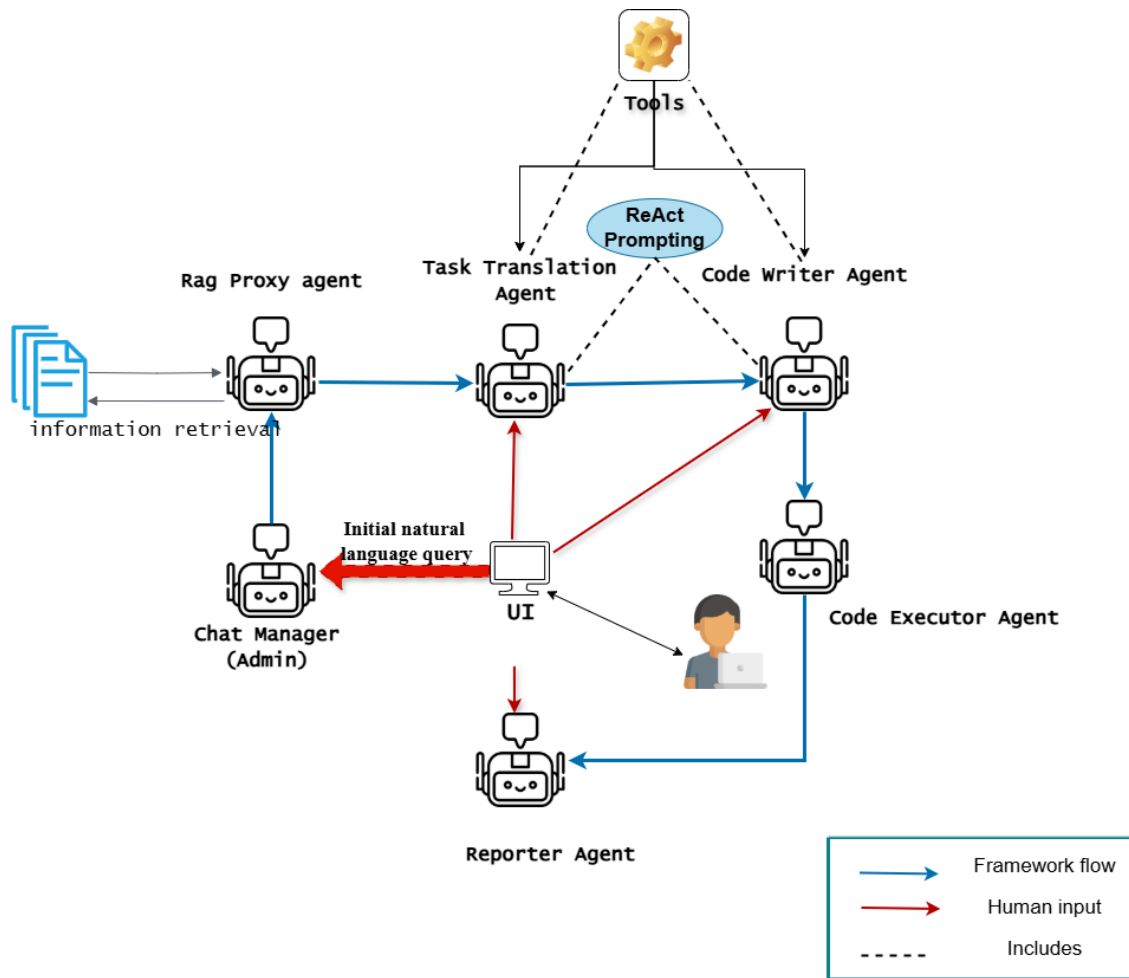 Tools
ReAct
Prompting
Task Translation
Agent
Code Writer Agent
Rag Proxy agent
information retrieval
Initial natural
language query
UI
Chat Manager
(Admin)
Code Executor Agent
Reporter Agent
Framework flow
Human input
Includes